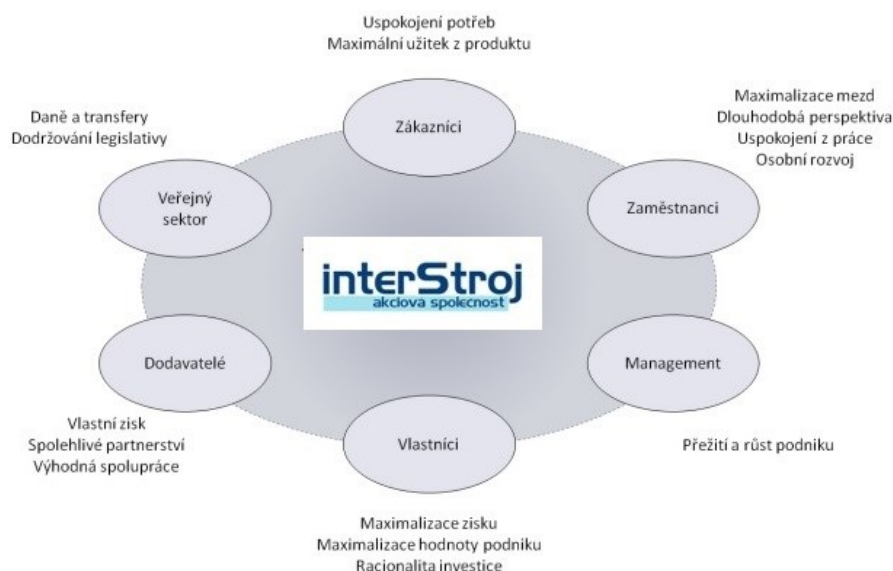 Uspokojení potřeb
Maximální užitek z produktu
Zákazníci
Maximalizace mezd
Dlouhodobá perspektiva
Uspokojení z práce
Osobní rozvoj
Zaměstnanci
Management
Přežití a růst podniku
Vlastníci
Maximalizace zisku
Maximalizace hodnoty podniku
Racionalita investice
Dodavatelé
Vlastní zisk
Spolehlivé partnerství
Výhodná spolupráce
Daně a transfery
Dodržování legislativy
Veřejný
sektor
interStroj
akciova spolecnost